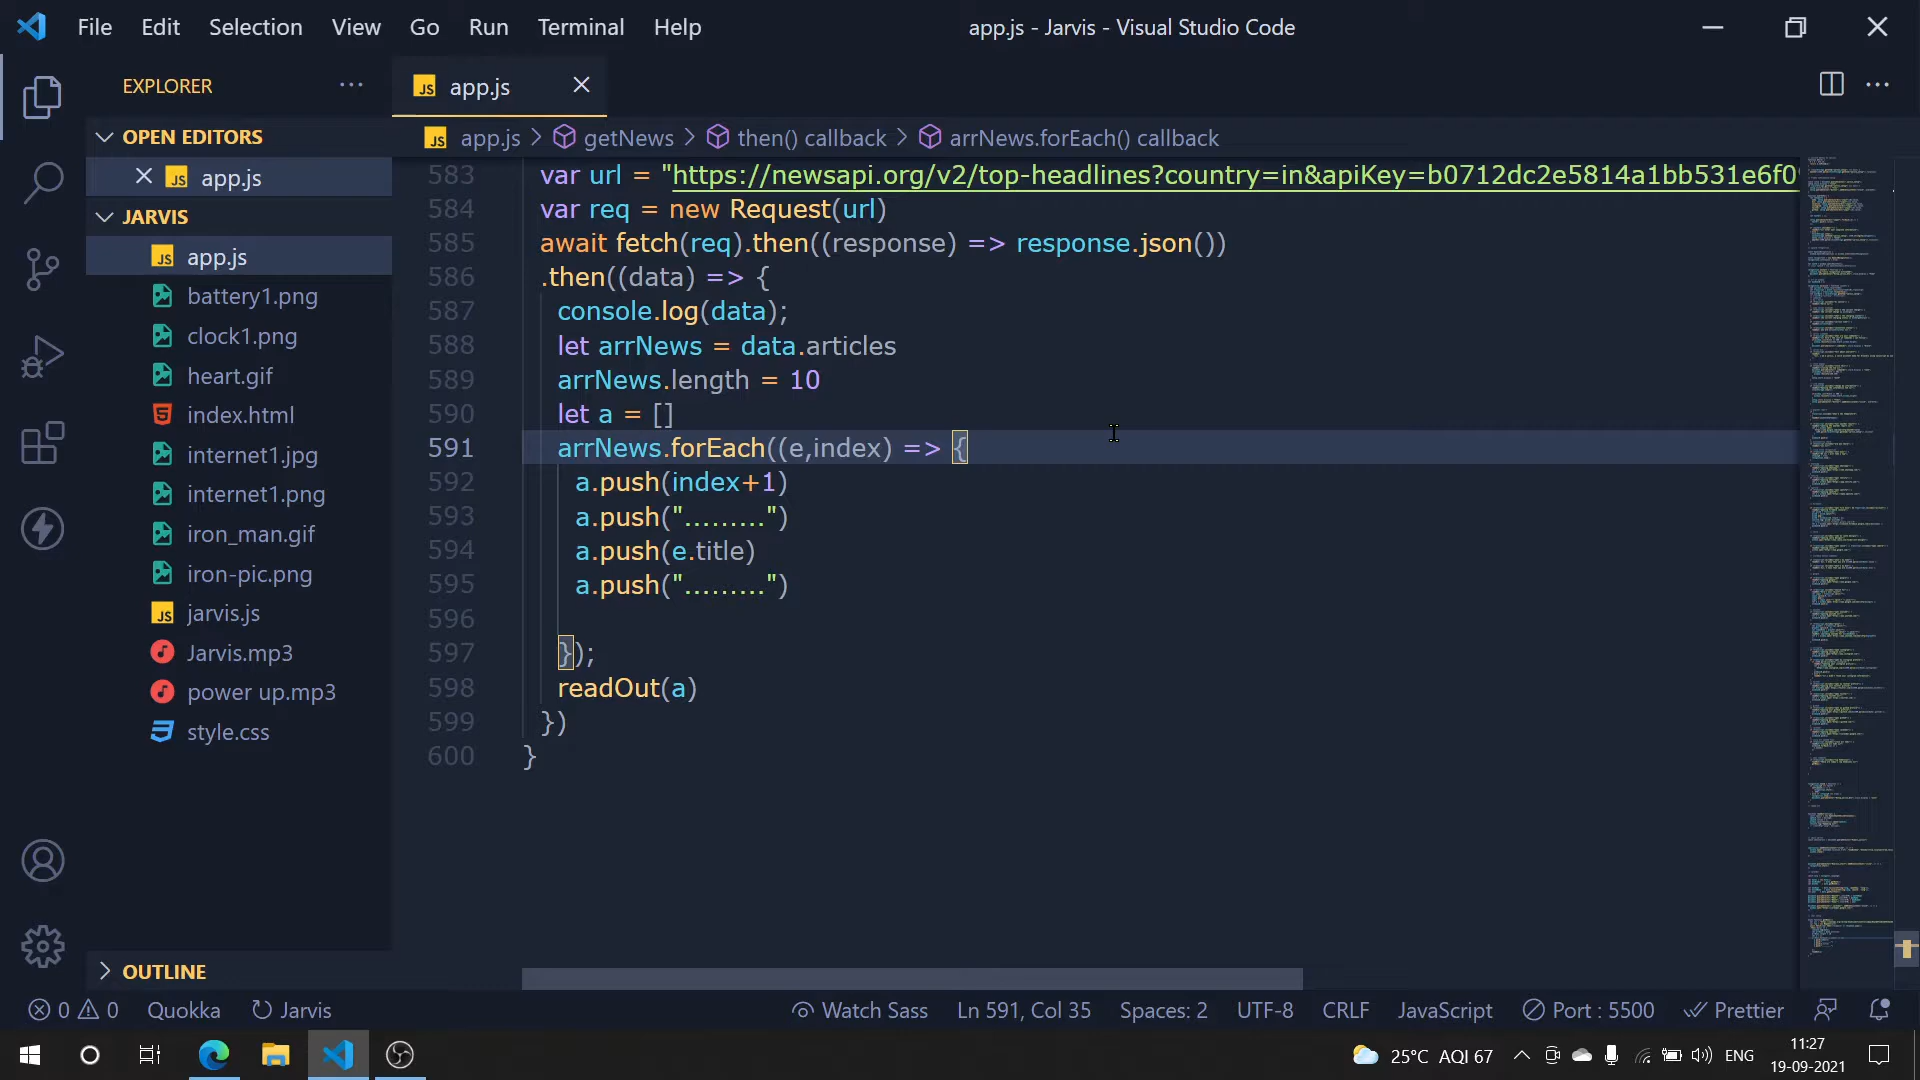 File Edit Selection View Go Run Terminal Help
app.js - Jarvis - Visual Studio Code
EXPLORER
OPEN EDITORS
JS app.js
JARVIS
JS app.js
battery1.png
clock1.png
heart.gif
index.html
internet1.jpg
internet1.png
iron_man.gif
iron-pic.png
JS jarvis.js
Jarvis.mp3
power up.mp3
style.css
OUTLINE
JS app.js
JS app.js > getNews > then() callback > arrNews.forEach() callback
583 var url = "https://newsapi.org/v2/top-headlines?country=in&apiKey=b0712dc2e5814a1bb531e6f0
584 var req = new Request(url)
585 await fetch(req).then((response) => response.json())
586 .then((data) => {
587 console.log(data);
588 let arrNews = data.articles
589 arrNews.length = 10
590 let a = []
591 arrNews.forEach((e,index) => {
592 a.push(index+1)
593 a.push(".........")
594 a.push(e.title)
595 a.push(".........")
596
597 });
598 readOut(a)
599 })
600 }
0 0 Quokka Jarvis Watch Sass Ln 591, Col 35 Spaces: 2 UTF-8 CRLF JavaScript Port : 5500 Prettier
25°C AQI 67 ENG
11:27
19-09-2021